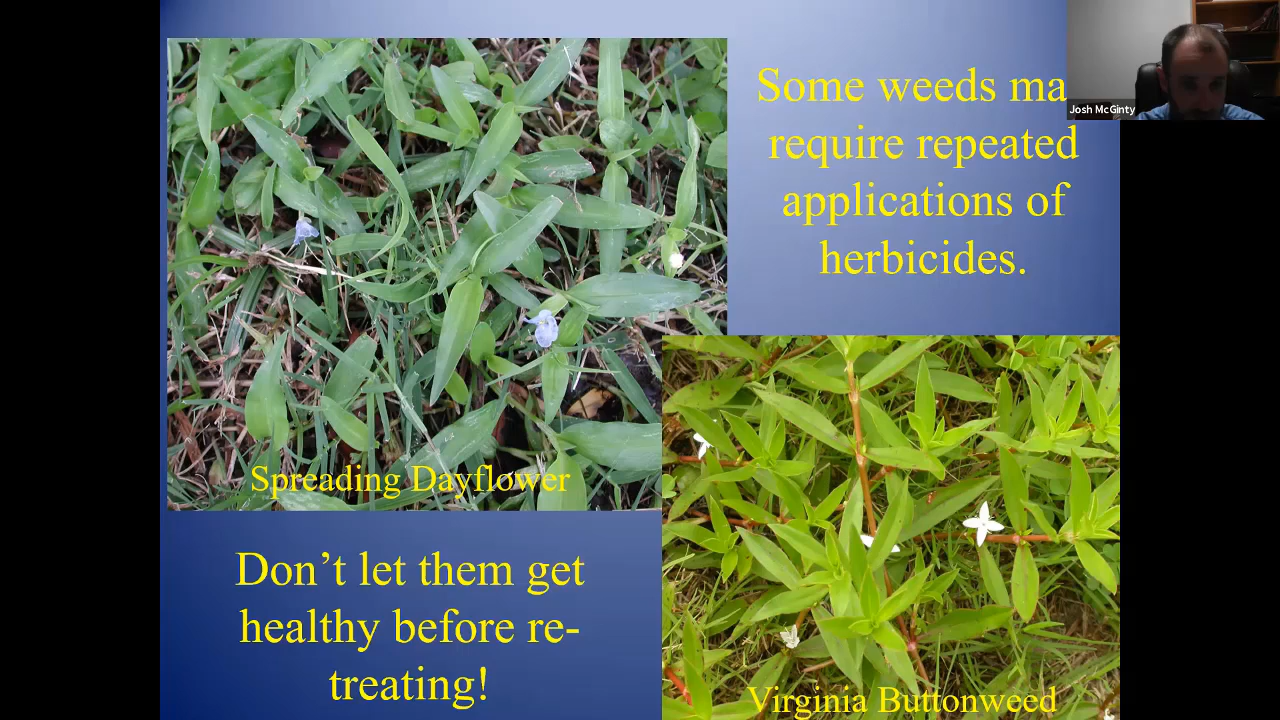 Some weeds ma
require repeated
applications of
herbicides.
Josh McGinty
Spreading Dayflower
Don’t let them get
healthy before re-
treating!
Virginia Buttonweed